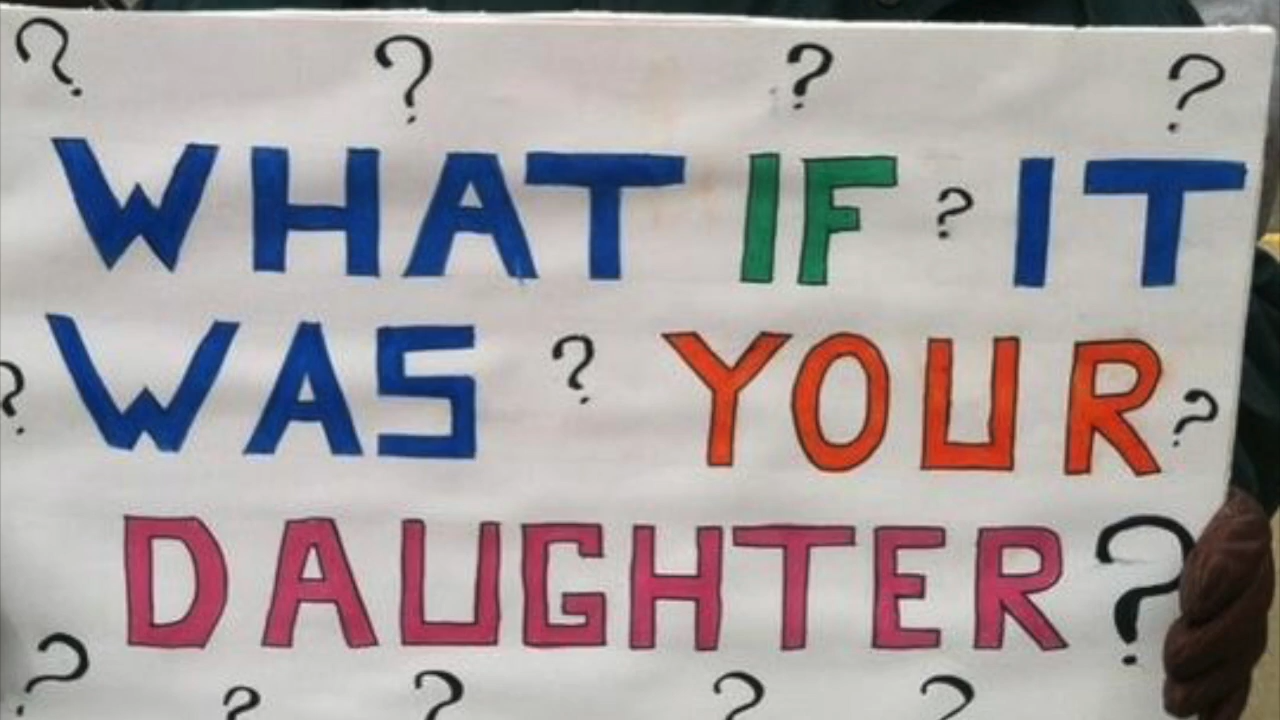 ? ? ? ?
WHAT IF ? IT
? WAS ? YOUR ?
DAUGHTER ?
? ? ? ? ?